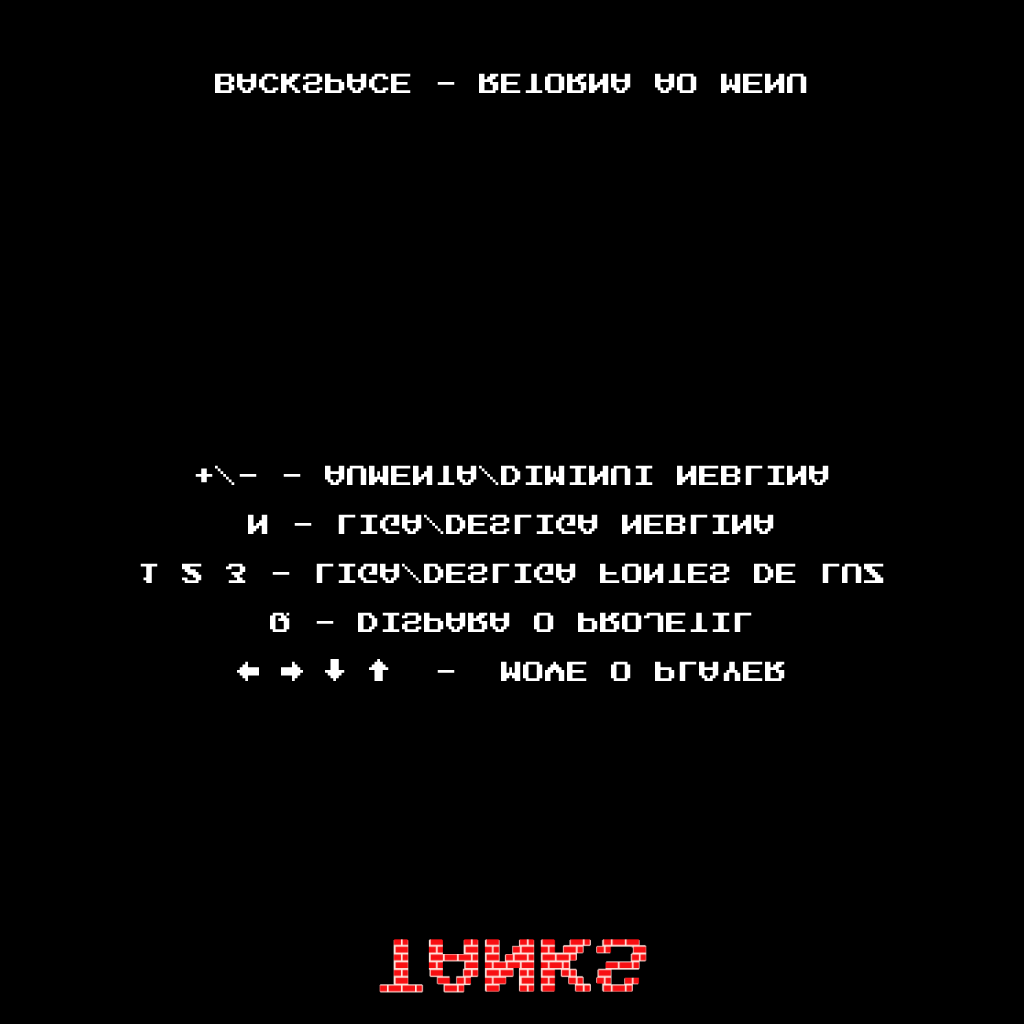 TANKS
← → ↑ ↓ - MOVE O PLAYER
Q - DISPARA O PROJETIL
1 2 3 - LIGA/DESLIGA FONTES DE LUZ
N - LIGA/DESLIGA NEBLINA
+/- - AUMENTA/DIMINUI NEBLINA
BACKSPACE - RETORNA AO MENU